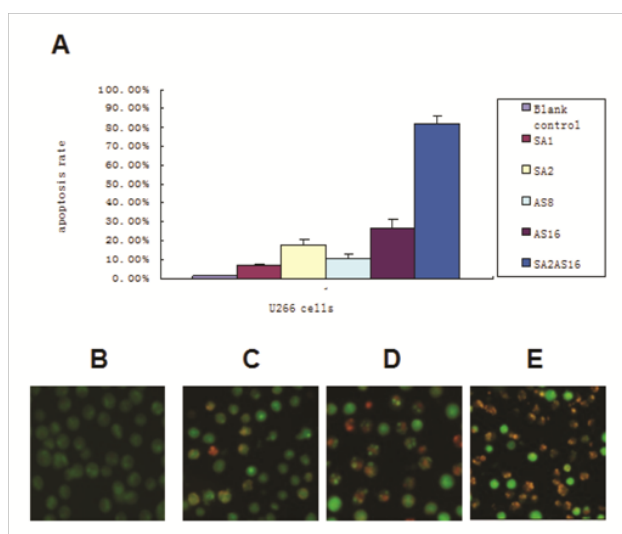 A
100.00%
90.00%
80.00%
70.00%
60.00%
50.00%
40.00%
30.00%
20.00%
10.00%
0.00%
apoptosis rate
U266 cells
Blank
control
SA1
SA2
AS8
AS16
SA2AS16
B C D E